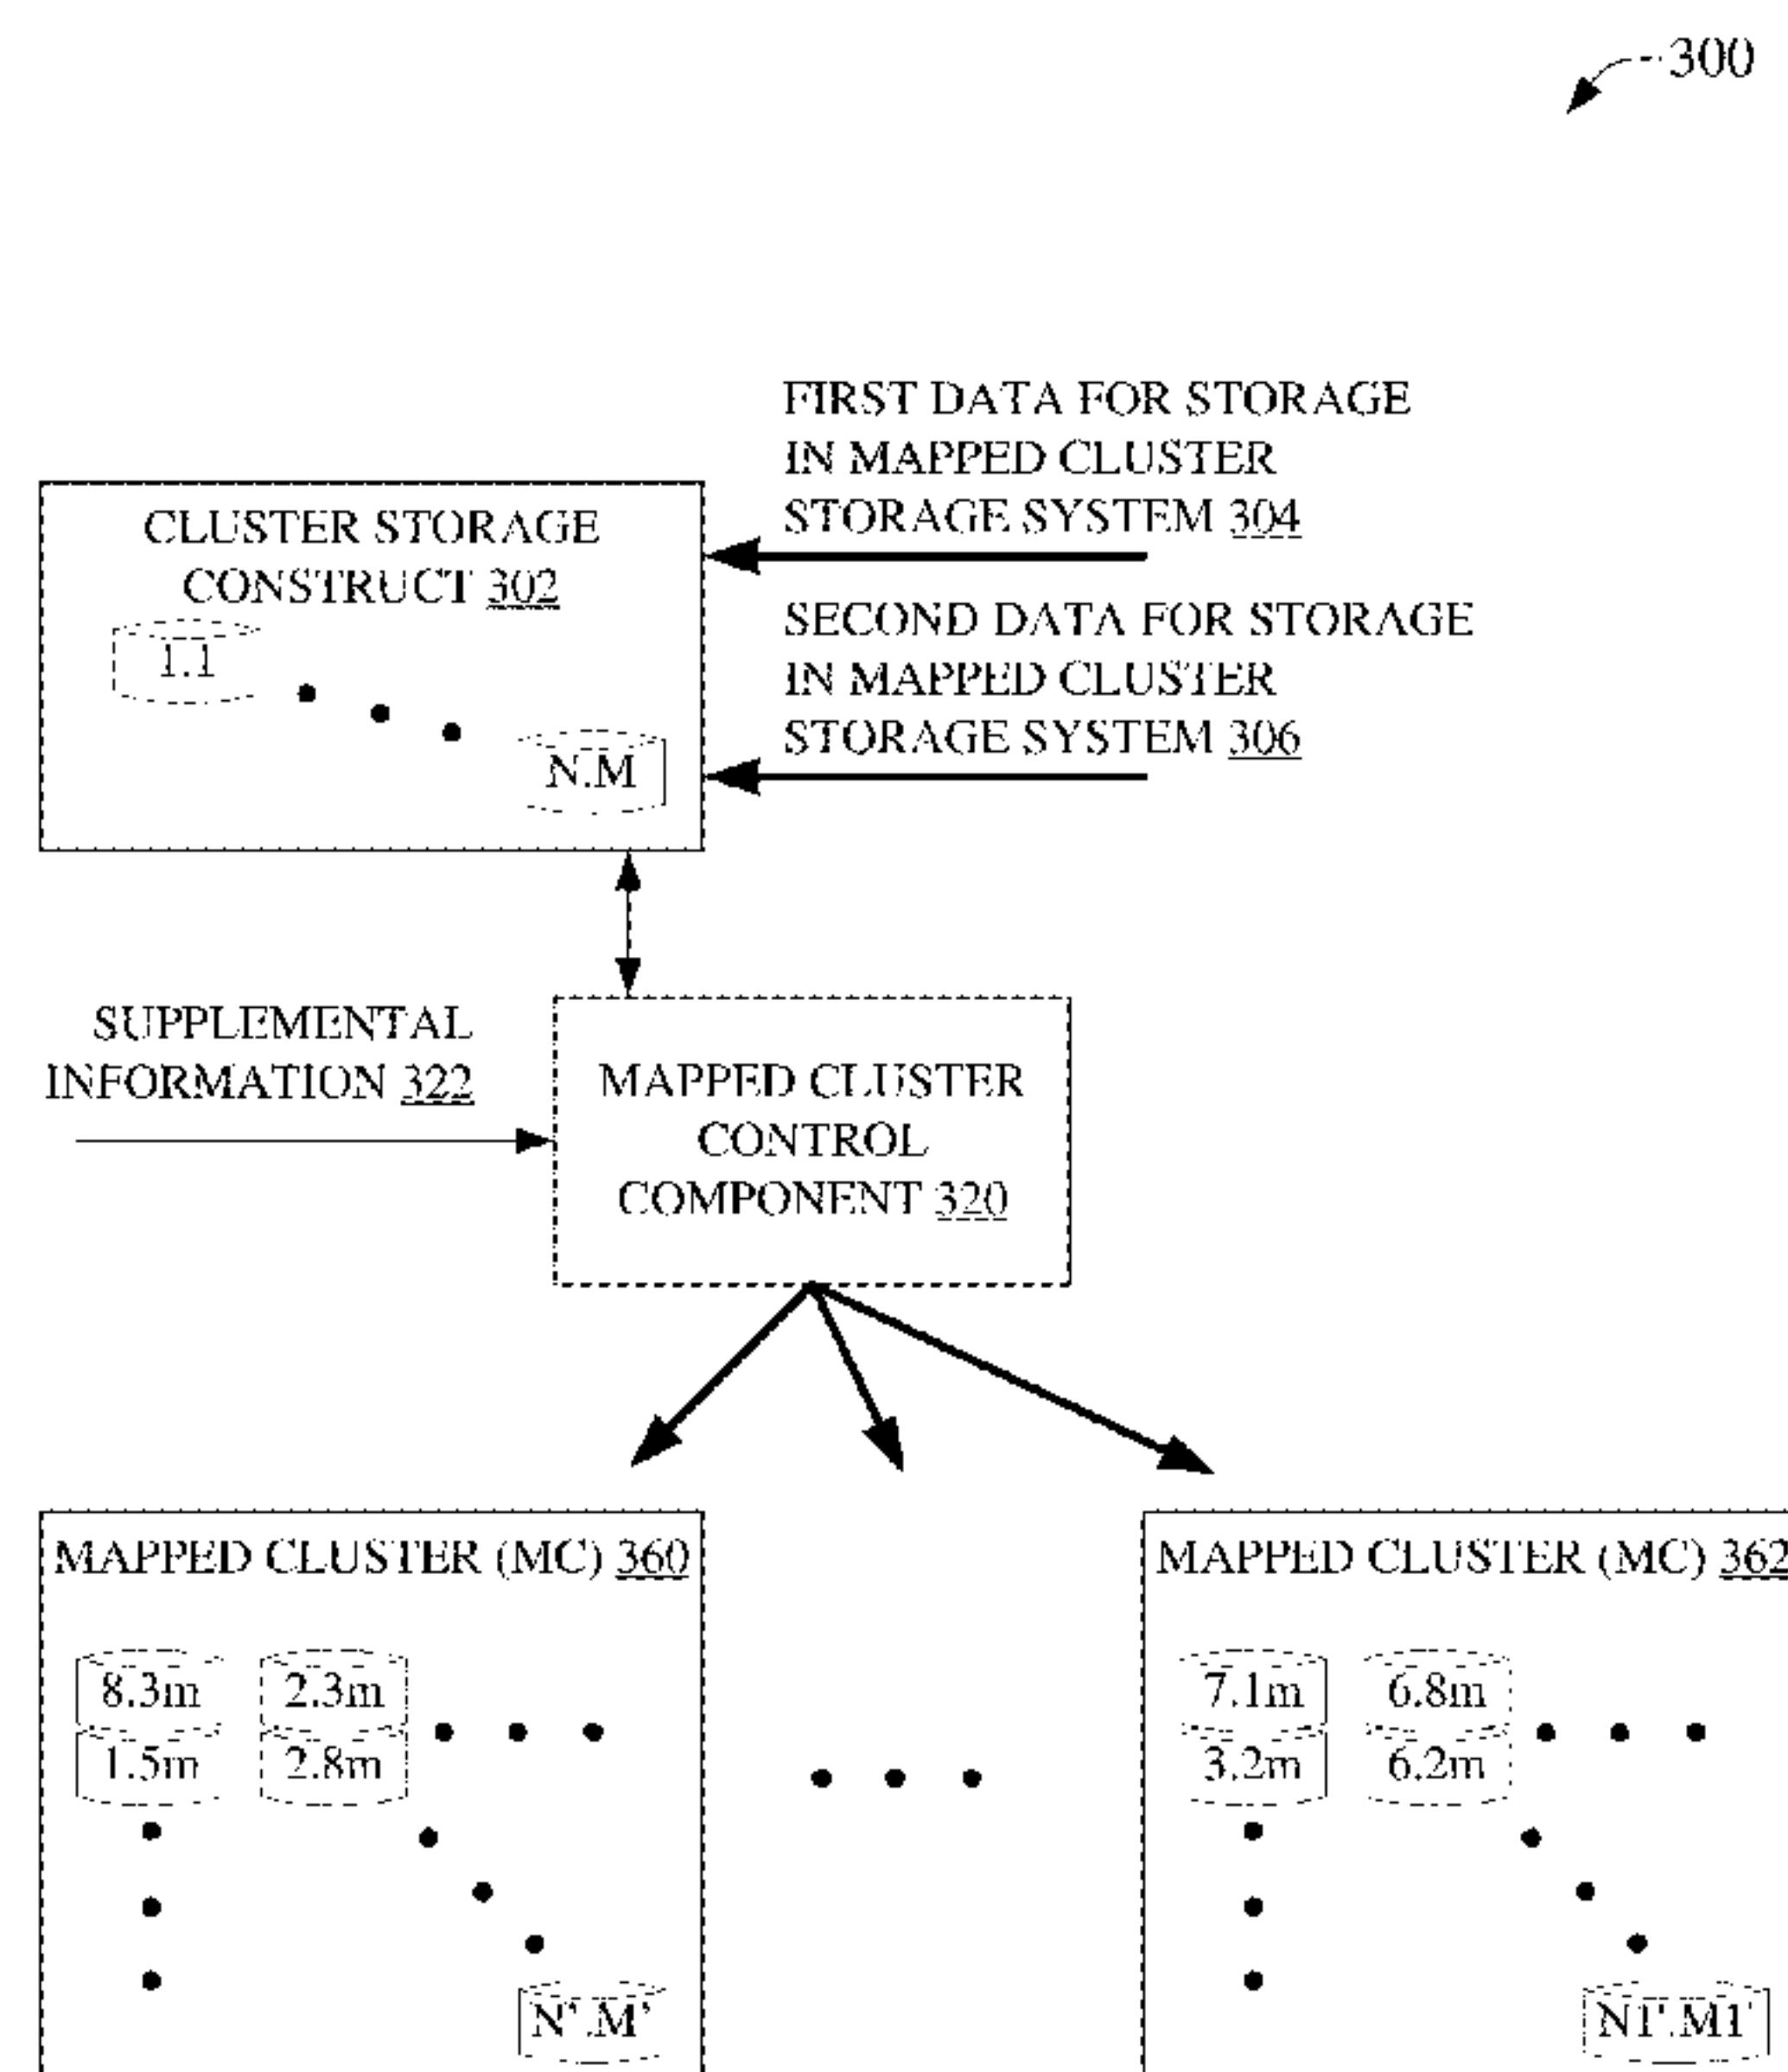 300
FIRST DATA FOR STORAGE
IN MAPPED CLUSTER
STORAGE SYSTEM 304
CLUSTER STORAGE
CONSTRUCT 302
1.1
N.M
SECOND DATA FOR STORAGE
IN MAPPED CLUSTER
STORAGE SYSTEM 306
SUPPLEMENTAL
INFORMATION 322
MAPPED CLUSTER
CONTROL
COMPONENT 320
MAPPED CLUSTER (MC) 360
8.3m 2.3m
1.5m 2.8m
N'.M'
MAPPED CLUSTER (MC) 362
7.1m 6.8m
3.2m 6.2m
N1'.M1'